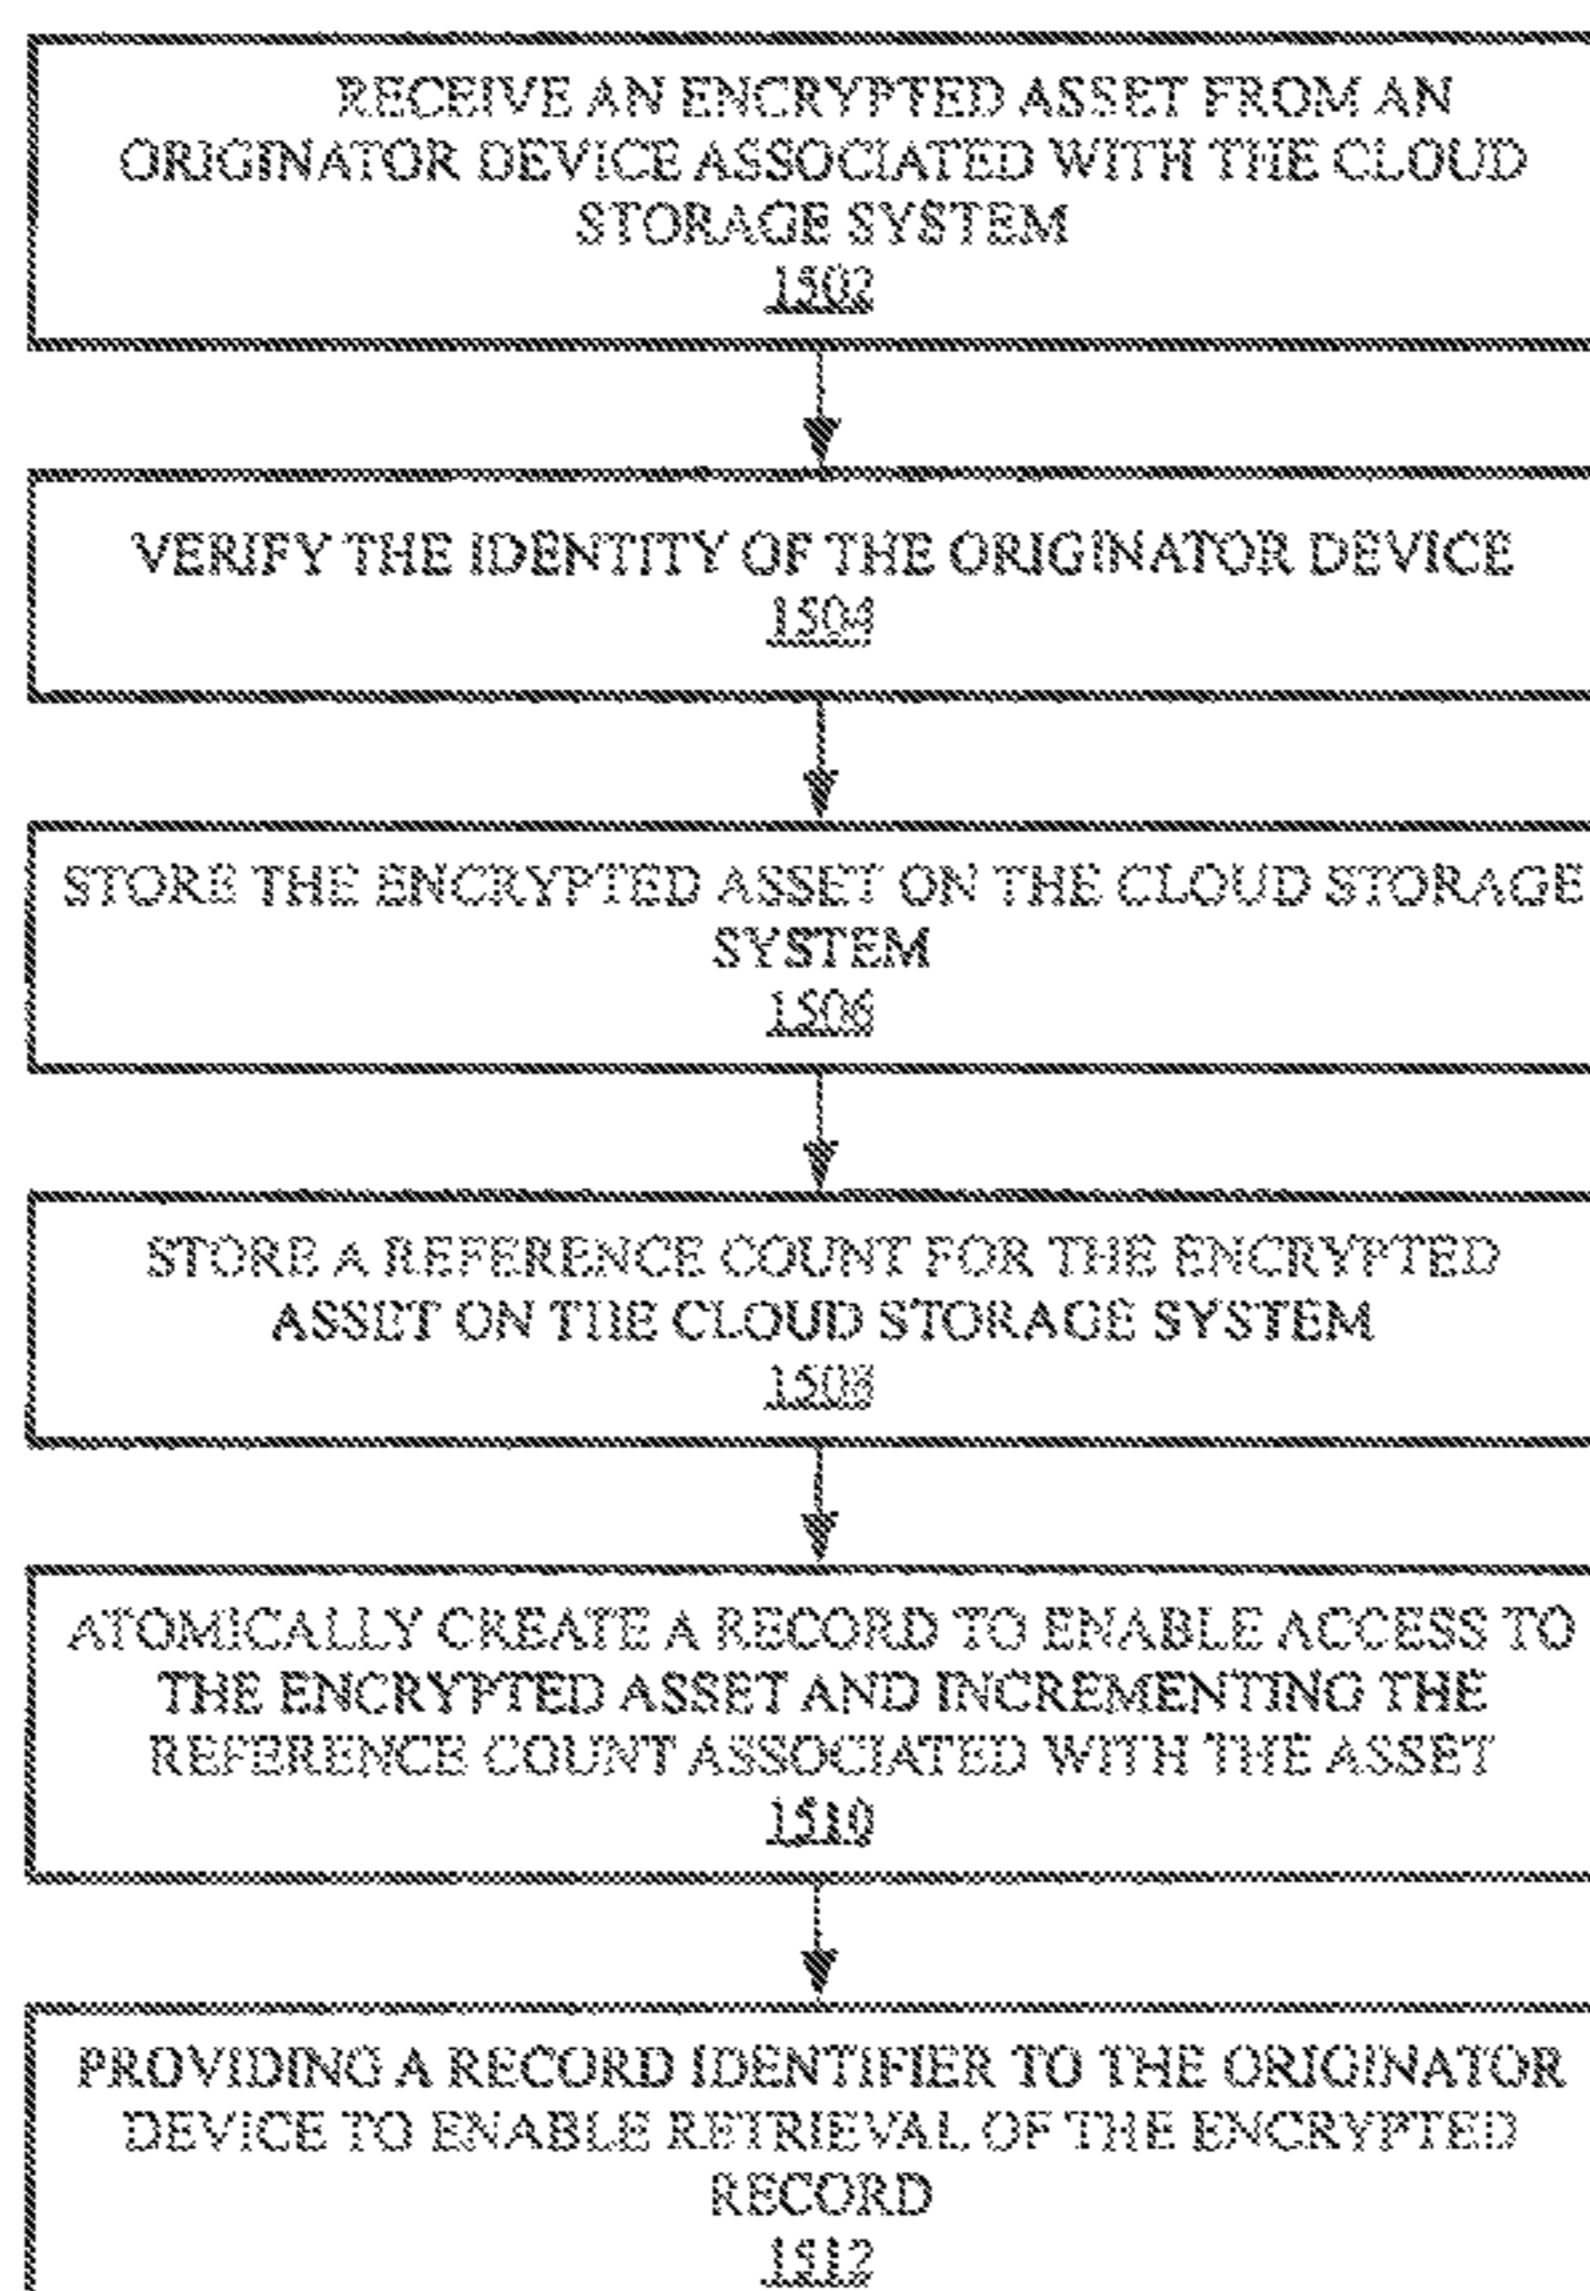 RECEIVE AN ENCRYPTED ASSET FROM AN
ORIGINATOR DEVICE ASSOCIATED WITH THE CLOUD
STORAGE SYSTEM
1502
VERIFY THE IDENTITY OF THE ORIGINATOR DEVICE
1504
STORE THE ENCRYPTED ASSET ON THE CLOUD STORAGE
SYSTEM
1506
STORE A REFERENCE COUNT FOR THE ENCRYPTED
ASSET ON THE CLOUD STORAGE SYSTEM
1508
ATOMICALLY CREATE A RECORD TO ENABLE ACCESS TO
THE ENCRYPTED ASSET AND INCREMENTING THE
REFERENCE COUNT ASSOCIATED WITH THE ASSET
1510
PROVIDING A RECORD IDENTIFIER TO THE ORIGINATOR
DEVICE TO ENABLE RETRIEVAL OF THE ENCRYPTED
RECORD
1512